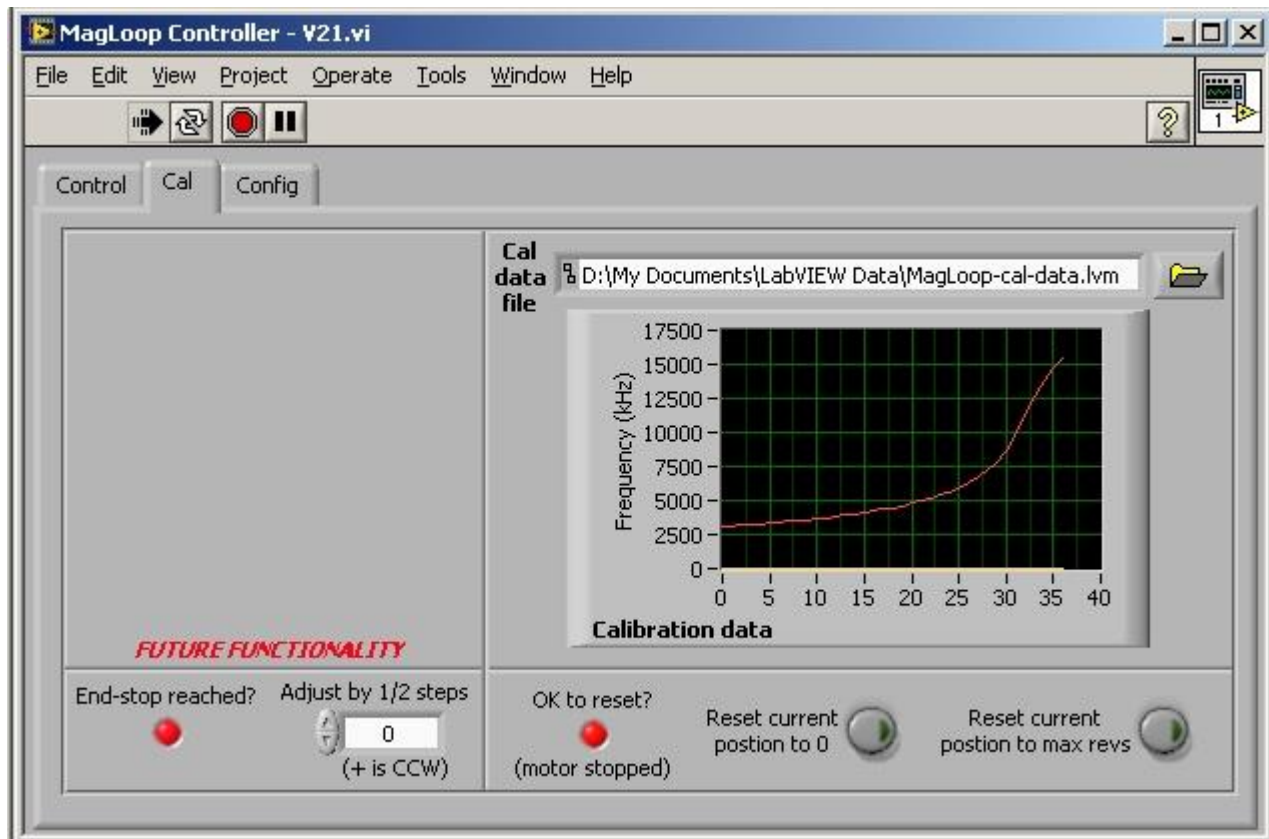 MagLoop Controller - V21.vi
File Edit View Project Operate Tools Window Help
1
Control Cal Config
Cal
data
file
D:\My Documents\LabVIEW Data\MagLoop-cal-data.lvm
17500
15000
12500
10000
7500
5000
2500
0
Frequency (kHz)
0 5 10 15 20 25 30 35 40
Calibration data
FUTURE FUNCTIONALITY
End-stop reached?
Adjust by 1/2 steps
0
(+ is CCW)
OK to reset?
(motor stopped)
Reset current
postion to 0
Reset current
postion to max revs